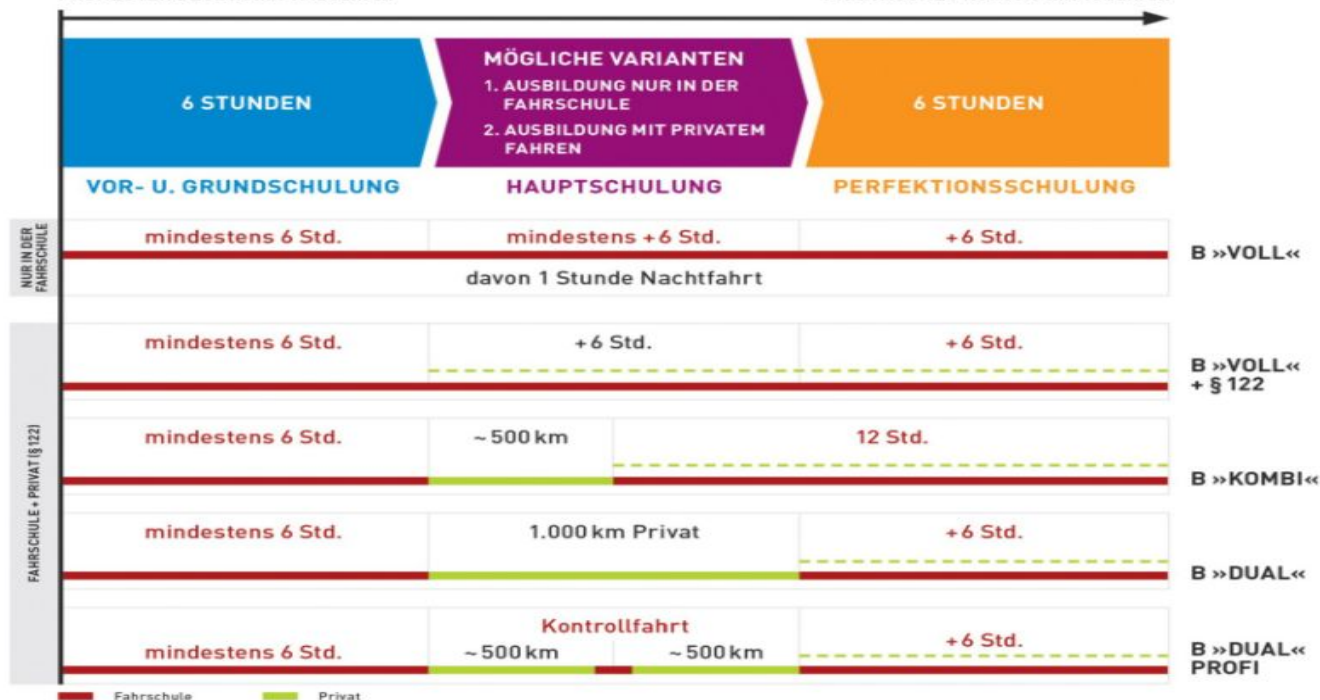 6 STUNDEN
MÖGLICHE VARIANTEN
1. AUSBILDUNG NUR IN DER
FAHRSCHULE
2. AUSBILDUNG MIT PRIVATEM
FAHREN
6 STUNDEN
VOR- U. GRUNDSCHULUNG
HAUPTSCHULUNG
PERFEKTIONSSCHULUNG
NUR IN DER
FAHRSCHULE
mindestens 6 Std.
mindestens +6 Std.
+6 Std.
davon 1 Stunde Nachtfahrt
B »VOLL«
FAHRSCHULE + PRIVAT (§122)
mindestens 6 Std.
+6 Std.
+6 Std.
B »VOLL«
+ § 122
mindestens 6 Std.
~500 km
12 Std.
B »KOMBI«
mindestens 6 Std.
1.000 km Privat
+6 Std.
B »DUAL«
mindestens 6 Std.
Kontrollfahrt
~500 km
~500 km
+6 Std.
B »DUAL«
PROFI
Fahrschule
Privat